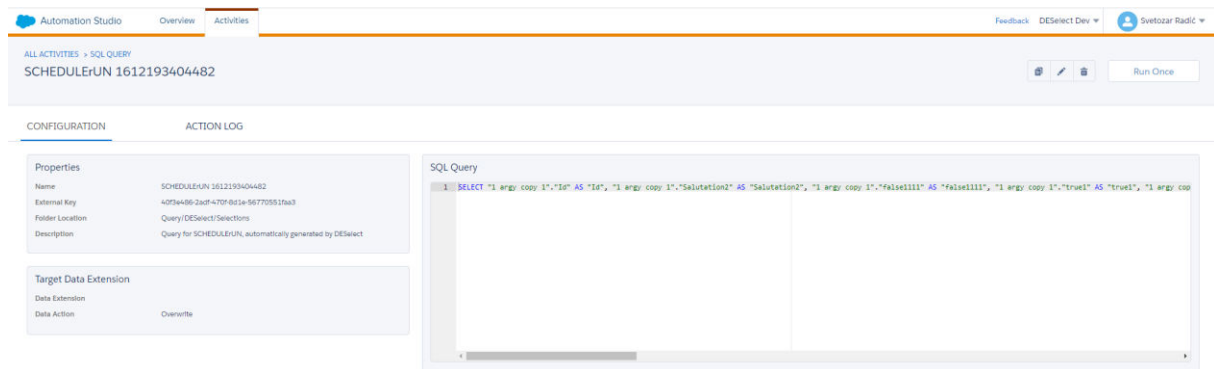 Automation Studio Overview Activities Feedback DESelect Dev Svetozar Radić
ALL ACTIVITIES > SQL QUERY
SCHEDULErUN 1612193404482
Run Once
CONFIGURATION ACTION LOG
Properties
Name SCHEDULErUN 1612193404482
External Key 40f3e486-2adf-470f-8d1e-56770551faa3
Folder Location Query/DESelect/Selections
Description Query for SCHEDULErUN, automatically generated by DESelect
Target Data Extension
Data Extension
Data Action Overwrite
SQL Query
1 SELECT "1 argy copy 1"."Id" AS "Id", "1 argy copy 1"."Salutetion2" AS "Salutetion2", "1 argy copy 1"."false1111" AS "false1111", "1 argy copy 1"."true1" AS "true1", "1 argy cop